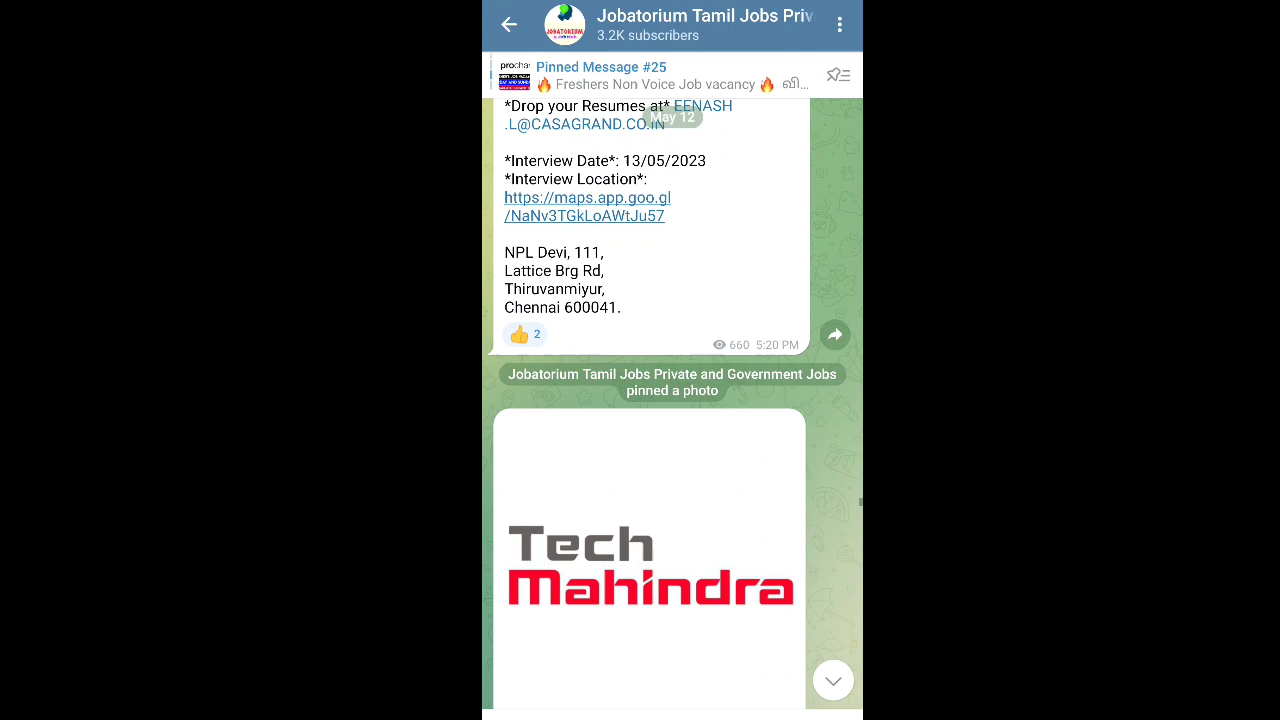 Jobatorium Tamil Jobs Priv
3.2K subscribers
JOBATORIUM
Pinned Message #25
🔥 Freshers Non Voice Job vacancy 🔥 வி...
*Drop your Resumes at* EENASH
.L@CASAGRAND.CO.IN
May 12
*Interview Date*: 13/05/2023
*Interview Location*:
https://maps.app.goo.gl
/NaNv3TGkLoAWtJu57
NPL Devi, 111,
Lattice Brg Rd,
Thiruvanmiyur,
Chennai 600041.
👍 2
660 5:20 PM
Jobatorium Tamil Jobs Private and Government Jobs
pinned a photo
Tech
Mahindra